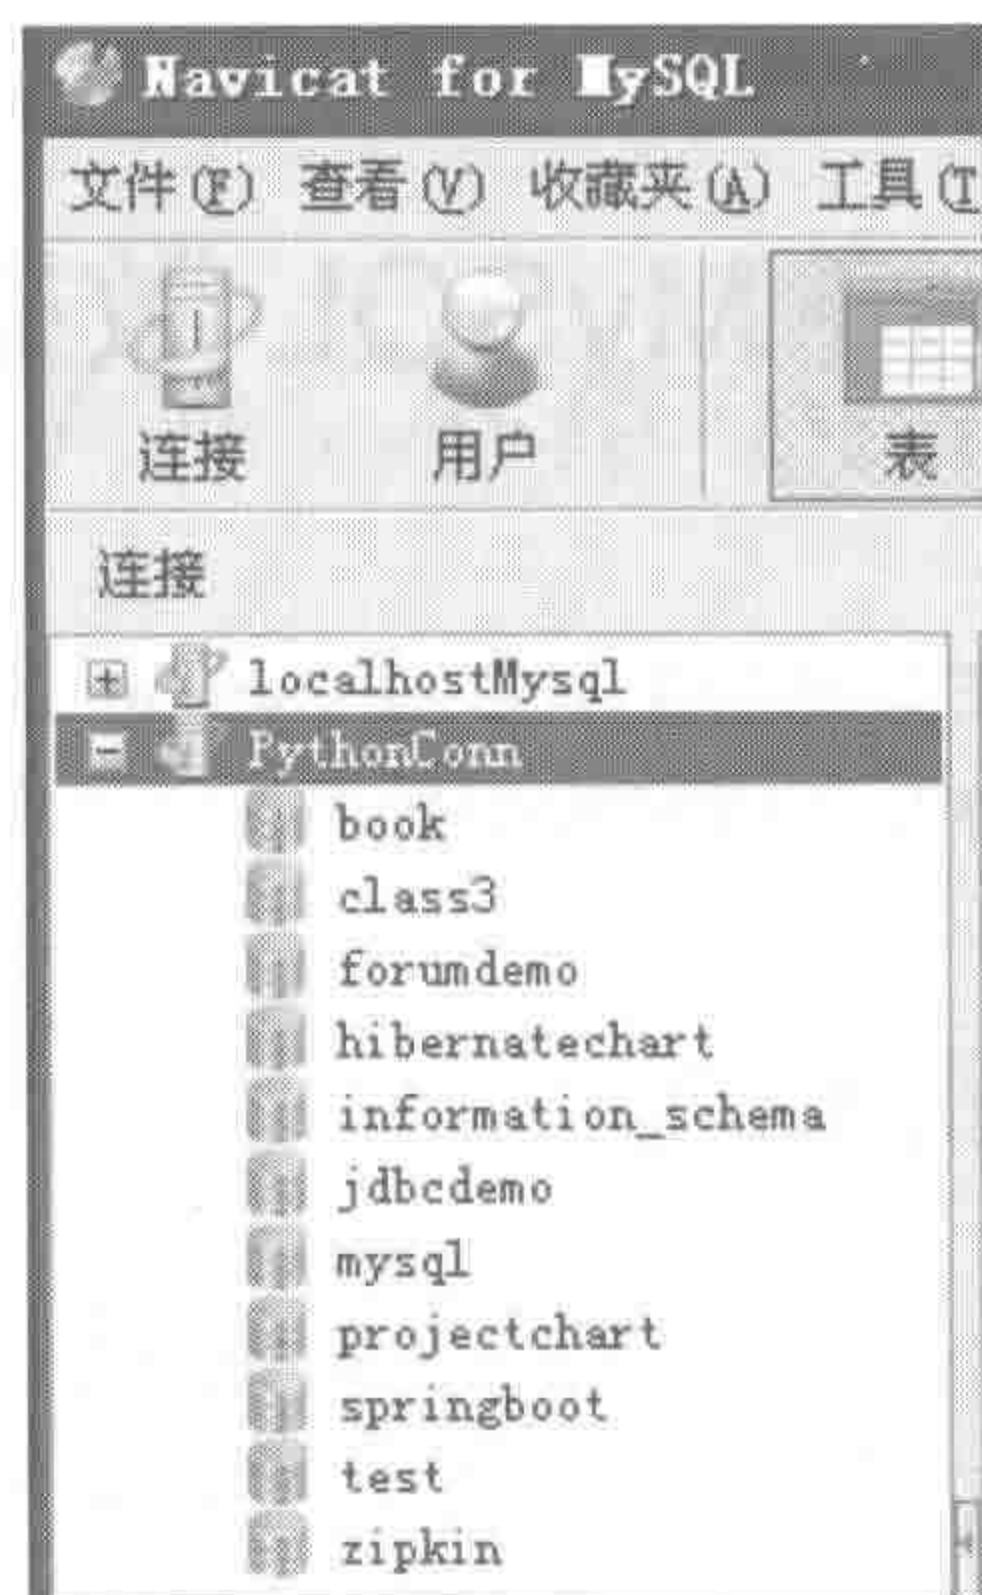 Navicat for MySQL
文件(F) 查看(V) 收藏夹(A) 工具(T
连接 用户 表
连接
localhostMysql
PythonConn
book
class3
forumdemo
hibernatechart
information_schema
jdbcdemo
mysql
projectchart
springboot
test
zipkin